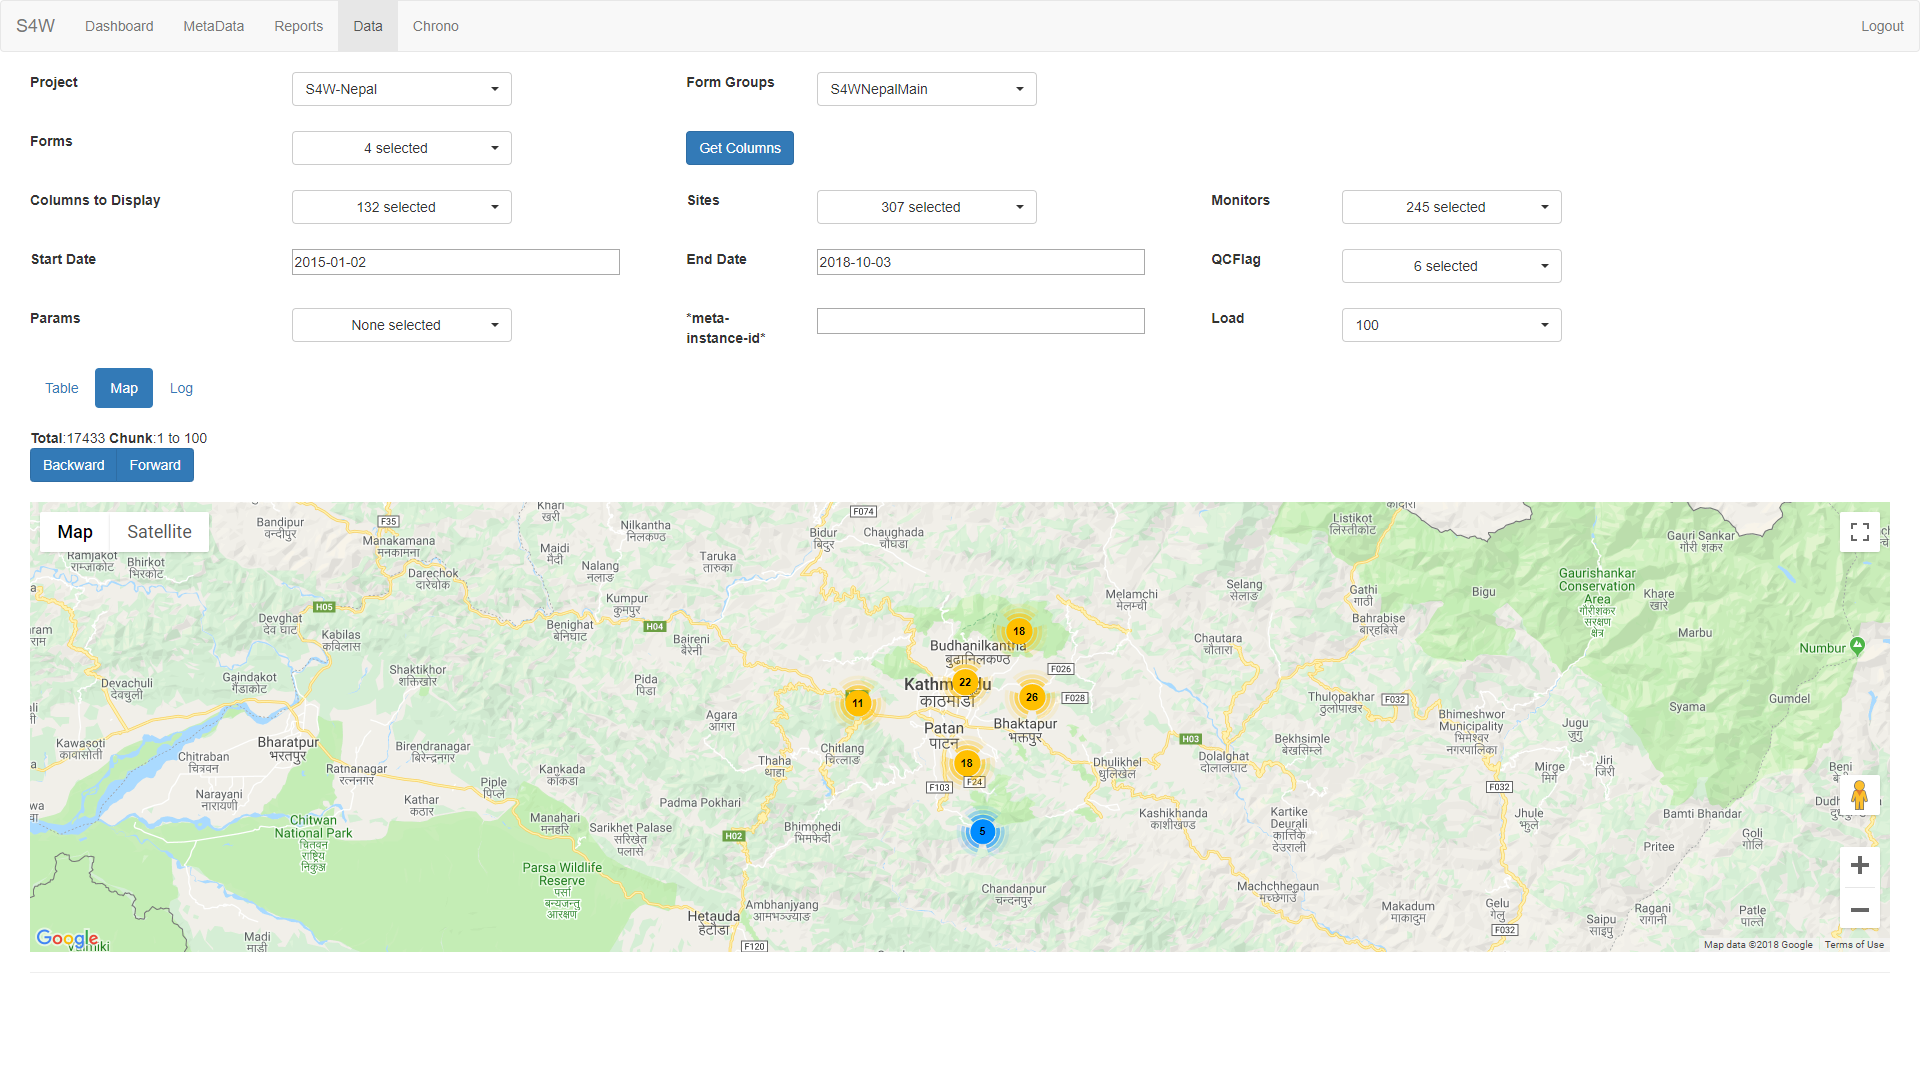 S4W Dashboard MetaData Reports Data Chrono Logout
Project S4W-Nepal Form Groups S4WNepalMain
Forms 4 selected Get Columns
Columns to Display 132 selected Sites 307 selected Monitors 245 selected
Start Date 2015-01-02 End Date 2018-10-03 QCFlag 6 selected
Params None selected *meta-instance-id* Load 100
Table Map Log
Total:17433 Chunk:1 to 100
Backward Forward
Map Satellite
Bandipur
वन्दीपुर
F35
Manakamana
मनकामना
Khari
खरी
Nilkantha
निलकण्ठ
Maidi
मैदी
Taruka
तारुका
F074
Bidur
बिदुर
Chaughada
चौघडा
Listikot
लिस्तीकोट
Gauri Sankar
गौरी शंकर
Ramjakot
राम्जाकोट
Bhirkot
भिरकोट
Darechok
दारेचोक
Nalang
नलाङ
Kumpur
कुमपुर
Selang
सेलाङ
Melamchi
मेलम्ची
Gathi
गाठी
Bigu
Gaurishankar
Conservation
Area
गौरीशंकर
संरक्षण
क्षेत्र
Khare
खारे
H05
Devghat
देव घाट
Kabilas
कविलास
Benighat
बेनिघाट
H04
Baireni
बैरेनी
Chautara
चौतारा
Bahrabise
बाह्रबिसे
Marbu
Numbur
18
Budhanilkantha
बुढानिलकण्ठ
F026
Shaktikhor
शक्तिखोर
Gaindakot
गैंडाकोट
Devachuli
देवचुली
Pida
पिडा
Kathmandu
काठमाडौं
22
26
F028
11
Bhaktapur
भक्तपुर
Thulopakhar
ठुलोपाखर
F032
Bhimeshwor
Municipality
भिमेश्वर
नगरपालिका
Jugu
जुगु
Syama
Gumdel
Agara
आगरा
Patan
पाटन
Kawasoti
कावासोती
Bharatpur
भरतपुर
Birendranagar
बिरेन्द्रनगर
Chitraban
चित्रवन
Chitlang
चित्लाङ
H03
Bekhsimle
बेखसिम्ले
Dolalghat
दोलालघाट
Ratnanagar
रत्ननगर
Kankada
काँकडा
Thaha
थाहा
18
F24
F103
Dhulikhel
धुलिखेल
Mirge
मिर्गे
Jiri
जिरी
Beni
Piple
पिप्ले
Narayani
नारायणी
Kathar
कठार
Padma Pokhari
F032
Chitwan
National Park
चितवन
राष्ट्रिय
निकुञ्ज
Manahari
मनहरि
Sarikhet Palase
सरिखेत
पलासे
H02
Bhimphedi
भिमफेदी
5
Kashikhanda
काशीखण्ड
Kartike
Deurali
कार्त्तिके
देउराली
Jhule
झुले
Bamti Bhandar
Goli
गोलि
Pritee
Parsa Wildlife
Reserve
पर्सा
बन्यजन्तु
आरक्षण
Chandanpur
चन्दनपुर
Machchhegaun
मच्छेगाउँ
Hetauda
हेटौडा
Ambhanjyang
आमभञ्ज्याङ
Makadum
माकादुम
Gelu
गेलु
F032
Saipu
साइपु
Ragani
रागानी
Patle
पाल्ते
Madi
माडी
F120
Google
Map data ©2018 Google Terms of Use